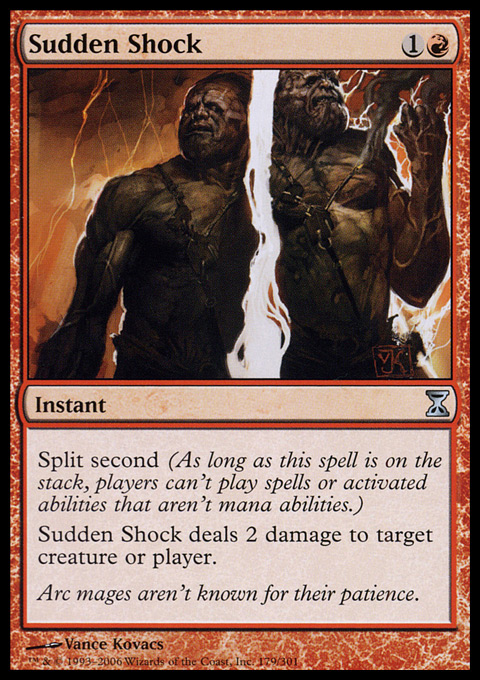 Sudden Shock
1
VJK
Instant
Split second (As long as this spell is on the
stack, players can't play spells or activated
abilities that aren't mana abilities.)
Sudden Shock deals 2 damage to target
creature or player.
Arc mages aren't known for their patience.
Vance Kovacs
™ & © 1993–2006 Wizards of the Coast, Inc. 179/301